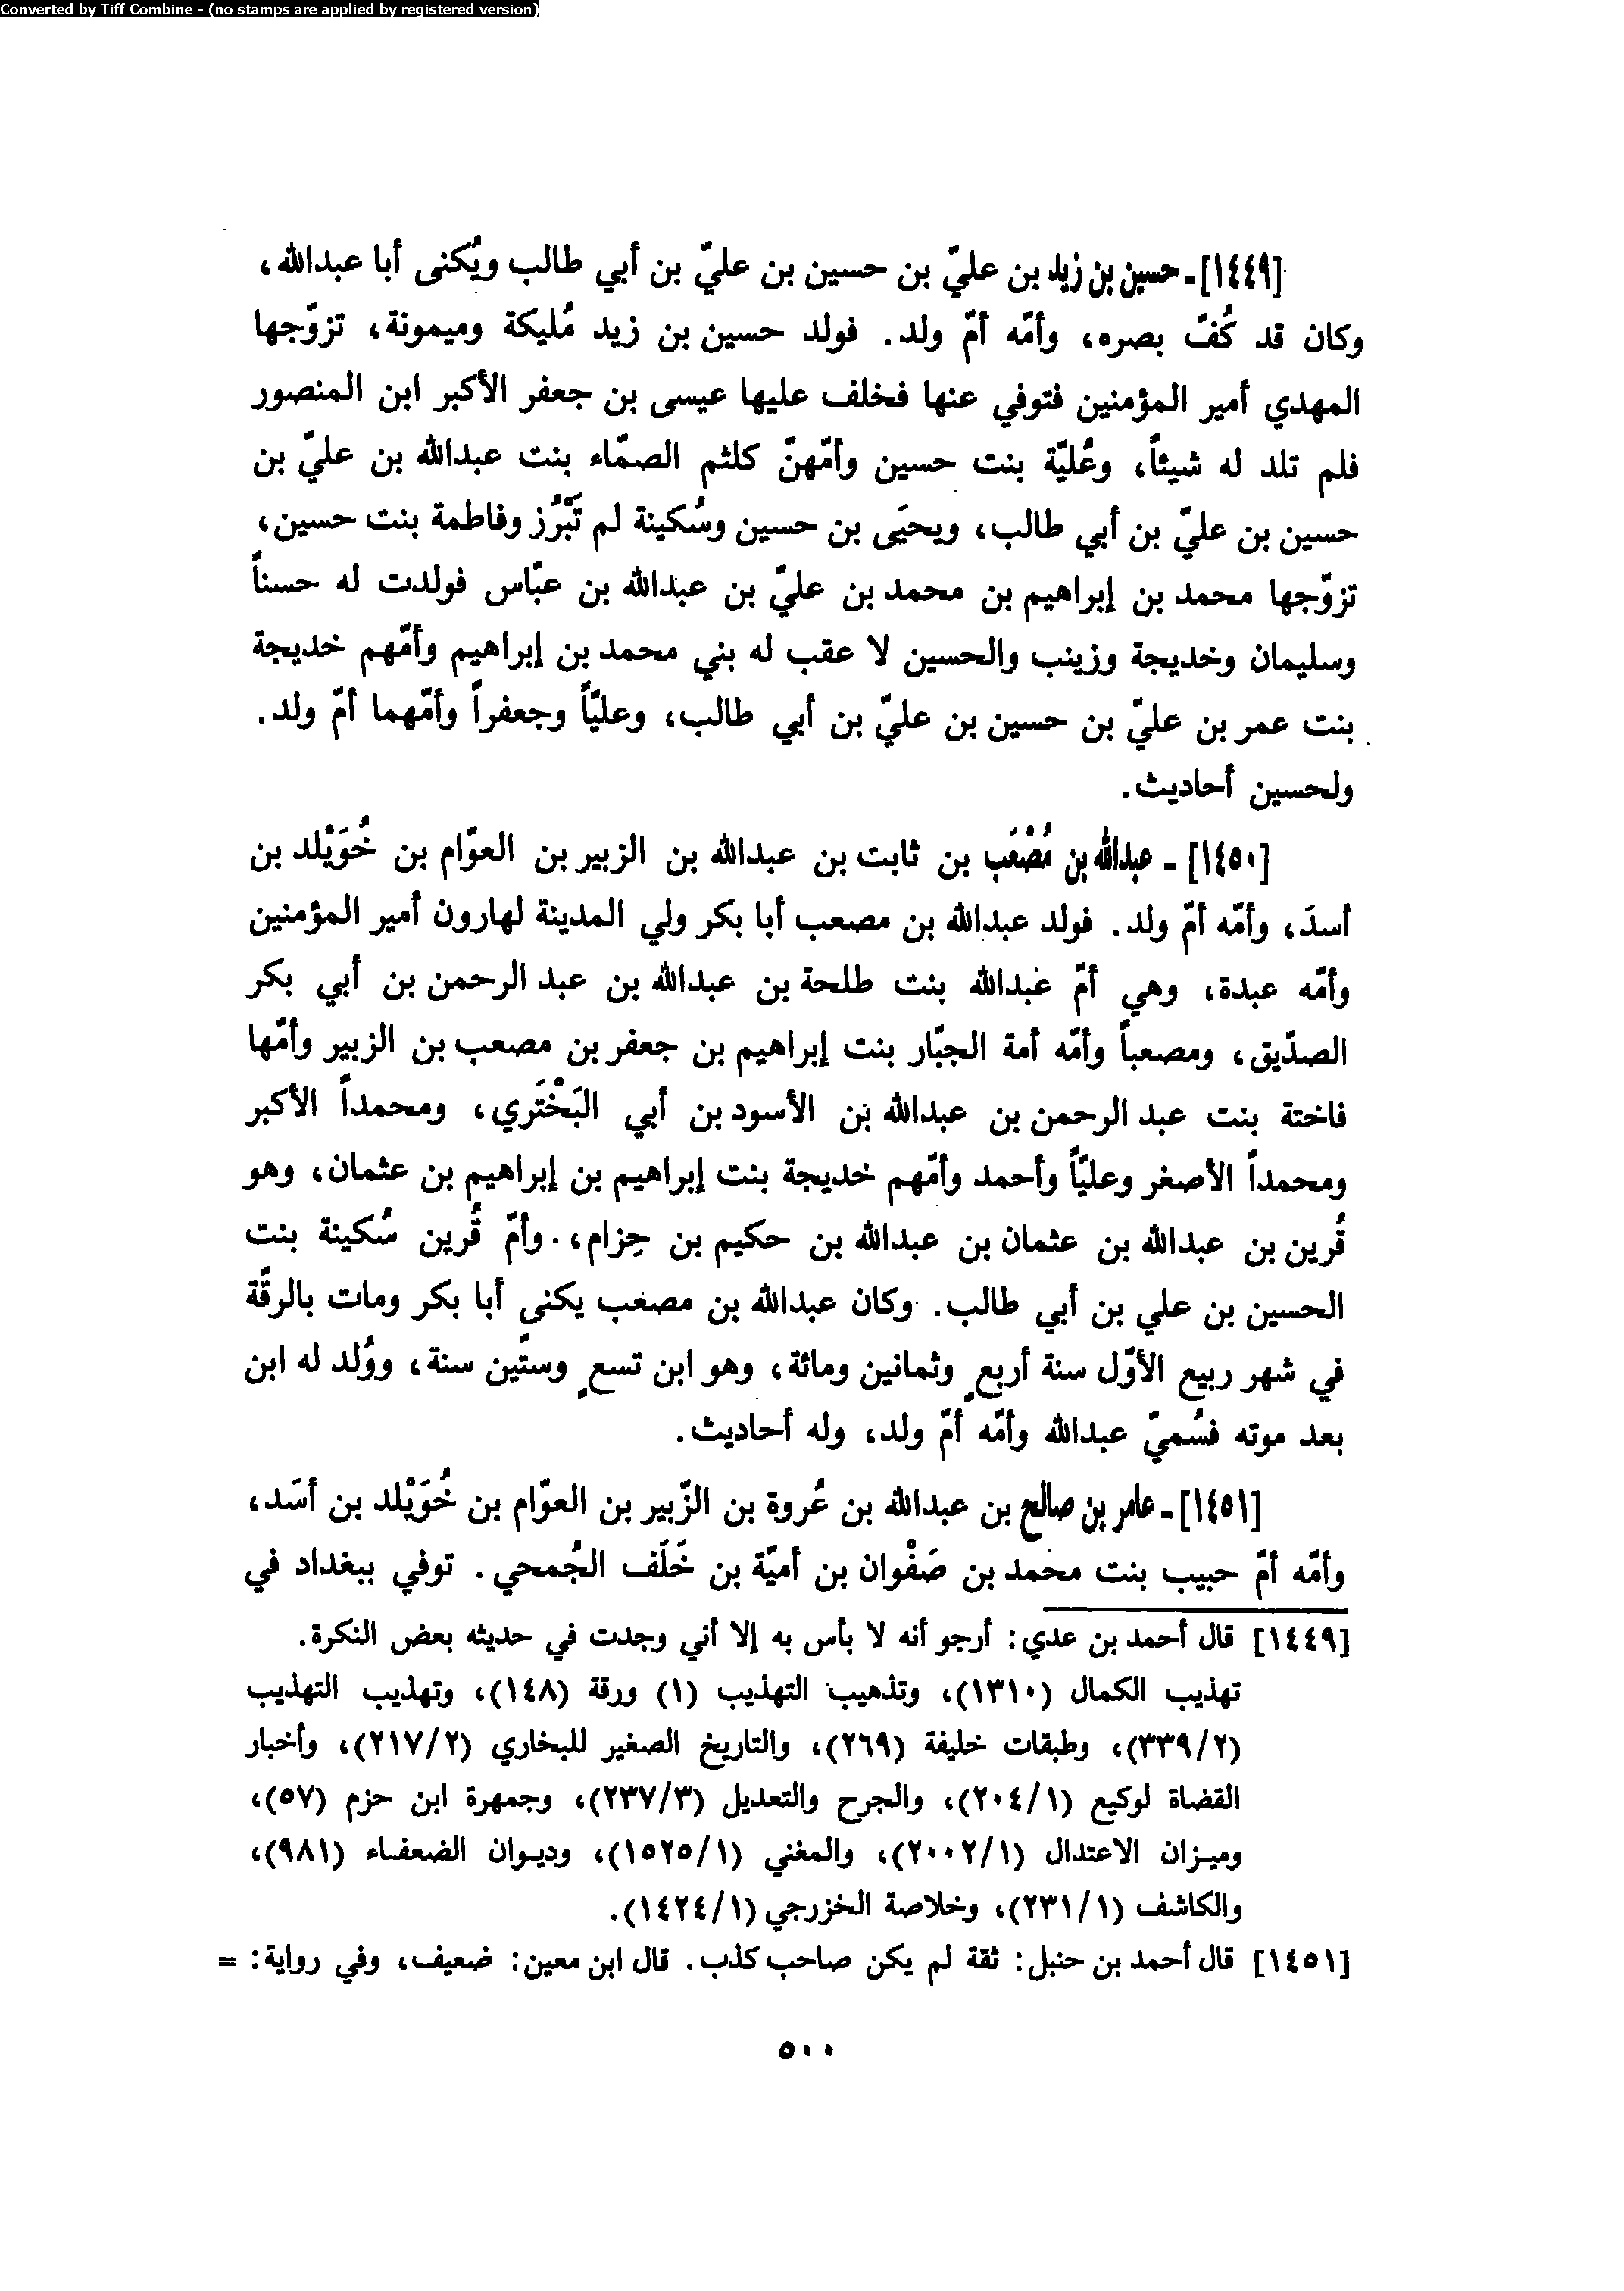 Converted by Tiff Combine - (no stamps are applied by registered version)
[١٤٤٩]ـ حسين بن زيد بن عليّ بن حسين بن عليّ بن أبي طالب ويُكنى أبا عبدالله،
وكان قد كُفّ بصره، وأمّه أمّ ولد. فولد حسين بن زيد مُليكة وميمونة، تزوّجها
المهدي أمير المؤمنين فتوفي عنها فخلف عليها عيسى بن جعفر الأكبر ابن المنصور
فلم تلد له شيئاً، وعُليّة بنت حسين وأمّهنّ كلثم الصمّاء بنت عبدالله بن عليّ بن
حسين بن عليّ بن أبي طالب، ويحيَى بن حسين وسُكينة لم تَبْرُز وفاطمة بنت حسين،
تزوّجها محمد بن إبراهيم بن محمد بن عليّ بن عبدالله بن عبّاس فولدت له حسناً
وسليمان وخديجة وزينب والحسين لا عقب له بني محمد بن إبراهيم وأمّهم خديجة
بنت عمر بن عليّ بن حسين بن عليّ بن أبي طالب، وعليّاً وجعفراً وأمّهما أمّ ولد.
ولحسين أحاديث.
[١٤٥٠] ـ عبدالله بن مُصْعَب بن ثابت بن عبدالله بن الزبير بن العوّام بن خُوَيْلد بن
أسدَ، وأمّه أمّ ولد. فولد عبدالله بن مصعب أبا بكر ولي المدينة لهارون أمير المؤمنين
وأمّه عبدة، وهي أمّ عبدالله بنت طلحة بن عبدالله بن عبد الرحمن بن أبي بكر
الصدّيق، ومصعباً وأمّه أمة الجبّار بنت إبراهيم بن جعفر بن مصعب بن الزبير وأمّها
فاختة بنت عبد الرحمن بن عبدالله بن الأسود بن أبي البَخْتَري، ومحمداً الأكبر
ومحمداً الأصغر وعليّاً وأحمد وأمّهم خديجة بنت إبراهيم بن إبراهيم بن عثمان، وهو
قُرين بن عبدالله بن عثمان بن عبدالله بن حكيم بن حِزام، وأمّ قُرين سُكينة بنت
الحسين بن علي بن أبي طالب. وكان عبدالله بن مصعب يكنى أبا بكر ومات بالرقّة
في شهر ربيع الأوّل سنة أربعٍ وثمانين ومائة، وهو ابن تسعٍ وستّين سنة، ووُلد له ابن
بعد موته فسُميّ عبدالله وأمّه أمّ ولد، وله أحاديث.
[١٤٥١]ـ عامر بن صالح بن عبدالله بن عُروة بن الزّبير بن العوّام بن خُوَيْلد بن أسَد،
وأمّه أمّ حبيب بنت محمد بن صَفْوان بن أميّة بن خَلَف الجُمحي. توفي ببغداد في
[١٤٤٩] قال أحمد بن عدي: أرجو أنه لا بأس به إلا أني وجدت في حديثه بعض النكرة.
تهذيب الكمال (١٣١٠)، وتذهيب التهذيب (١) ورقة (١٤٨)، وتهذيب التهذيب
(٣٣٩/٢)، وطبقات خليفة (٢٦٩)، والتاريخ الصغير للبخاري (٢١٧/٢)، وأخبار
القضاة لوكيع (٢٠٤/١)، والجرح والتعديل (٢٣٧/٣)، وجمهرة ابن حزم (٥٧)،
وميزان الاعتدال (٢٠٠٢/١)، والمغني (١٥٢٥/١)، وديوان الضعفاء (٩٨١)،
والكاشف (٢٣١/١)، وخلاصة الخزرجي (١٤٢٤/١).
[١٤٥١] قال أحمد بن حنبل: ثقة لم يكن صاحب كذب. قال ابن معين: ضعيف، وفي رواية: =
٥٠٠